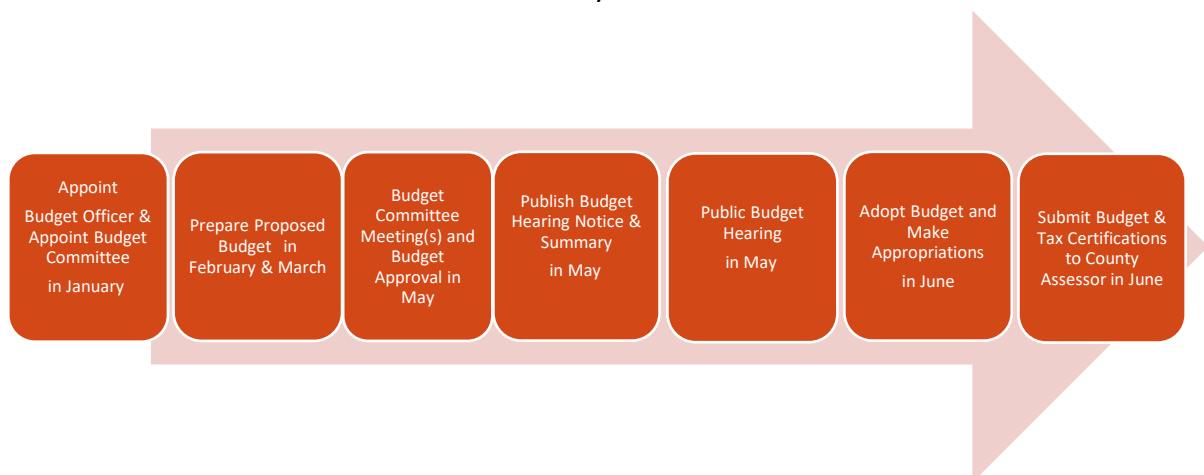 Appoint
Budget Officer &
Appoint Budget
Committee
in January
Prepare Proposed
Budget in
February & March
Budget
Committee
Meeting(s) and
Budget
Approval in
May
Publish Budget
Hearing Notice &
Summary
in May
Public Budget
Hearing
in May
Adopt Budget and
Make
Appropriations
in June
Submit Budget &
Tax Certifications
to County
Assessor in June